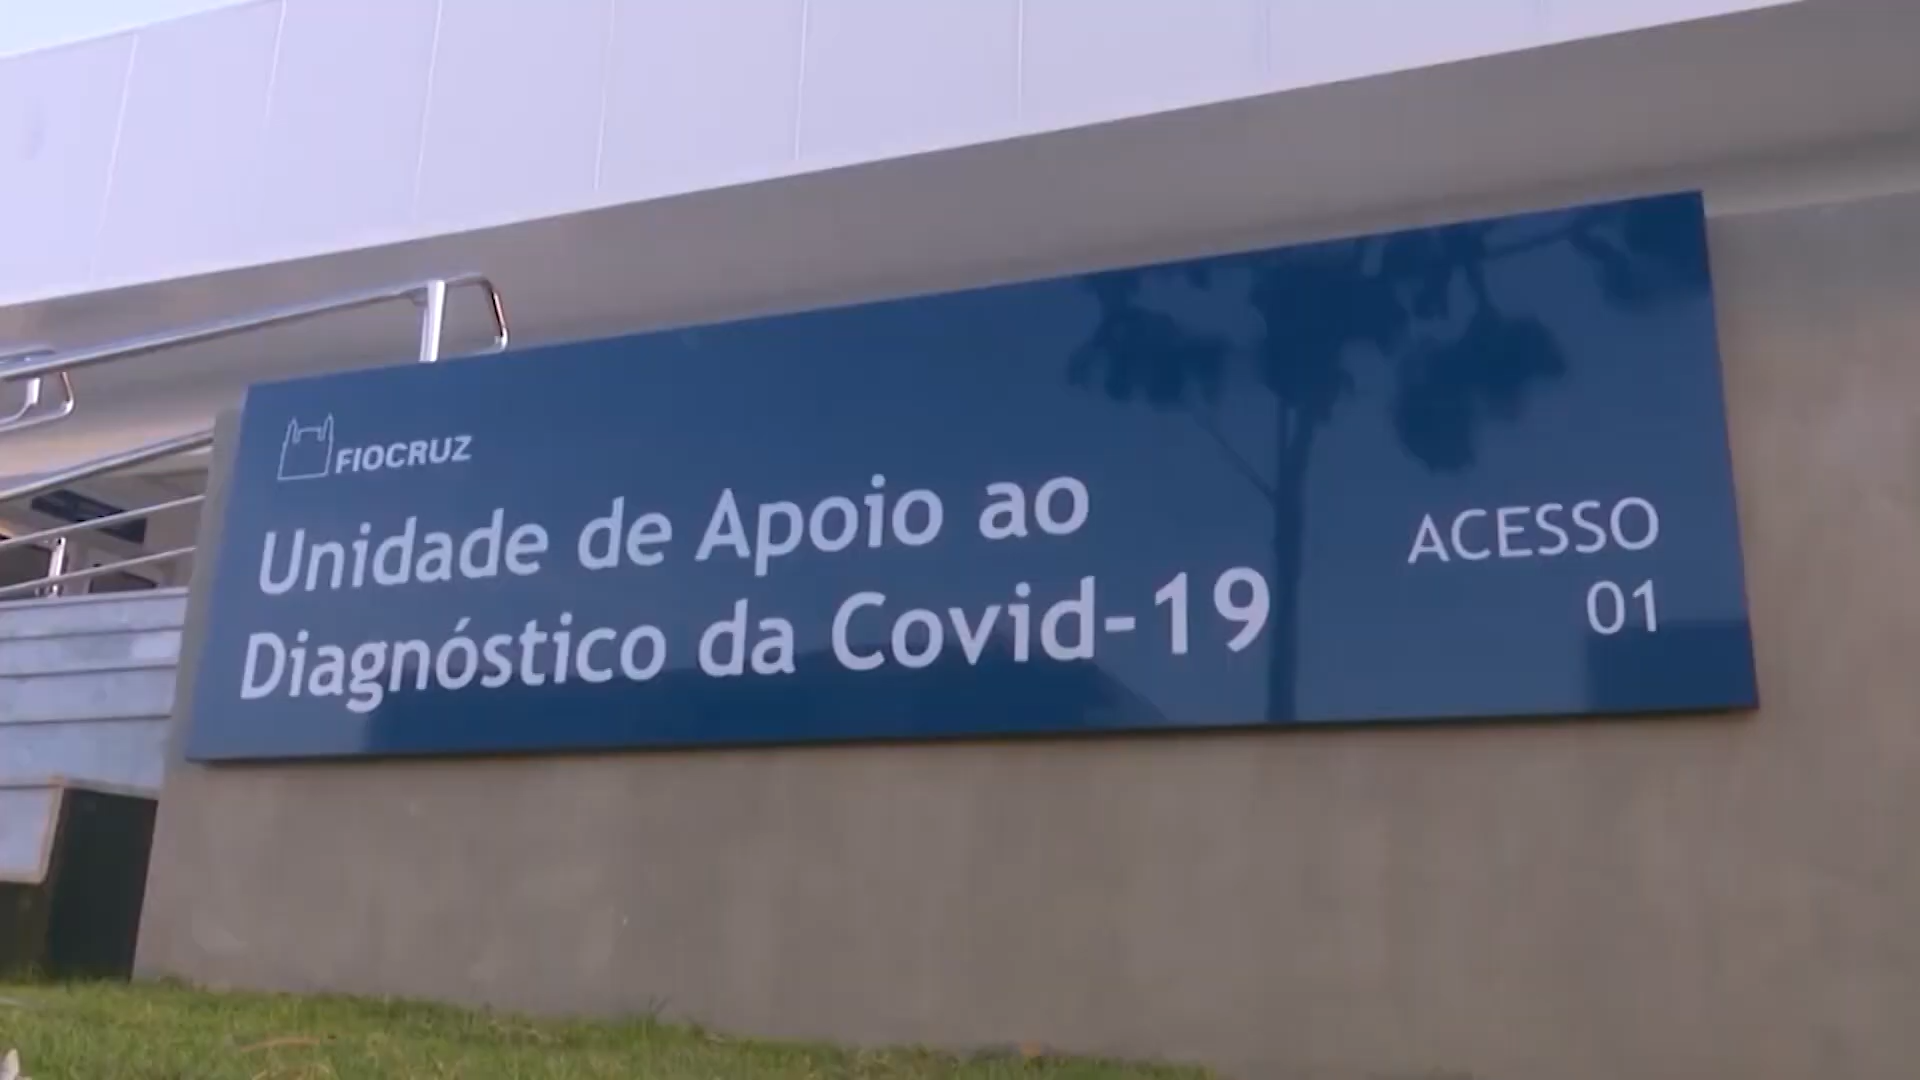 FIOCRUZ
Unidade de Apoio ao
Diagnóstico da Covid-19
ACESSO
01